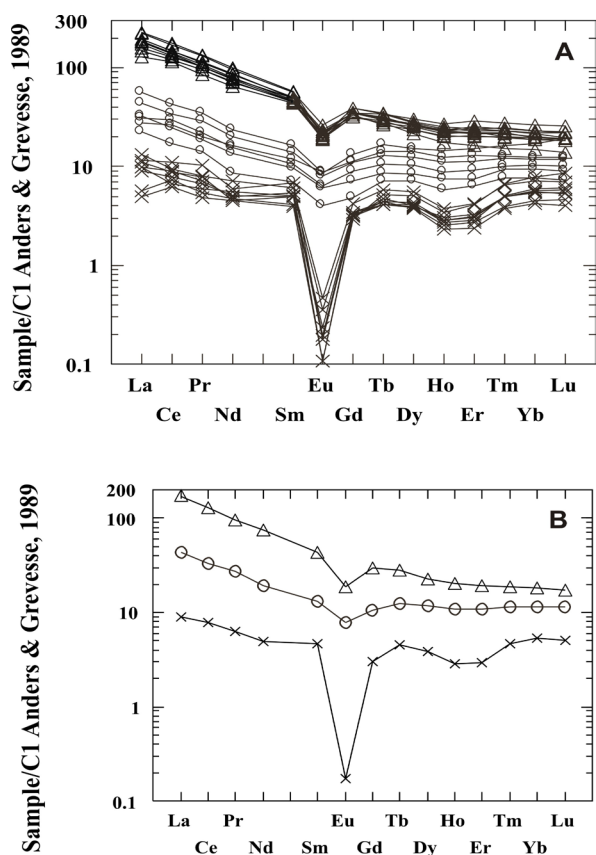 Sample/C1 Anders & Grevesse, 1989
A
300
100
10
1
0.1
La Pr Eu Tb Ho Tm Lu
Ce Nd Sm Gd Dy Er Yb
Sample/C1 Anders & Grevesse, 1989
B
200
100
10
1
0.1
La Pr Eu Tb Ho Tm Lu
Ce Nd Sm Gd Dy Er Yb